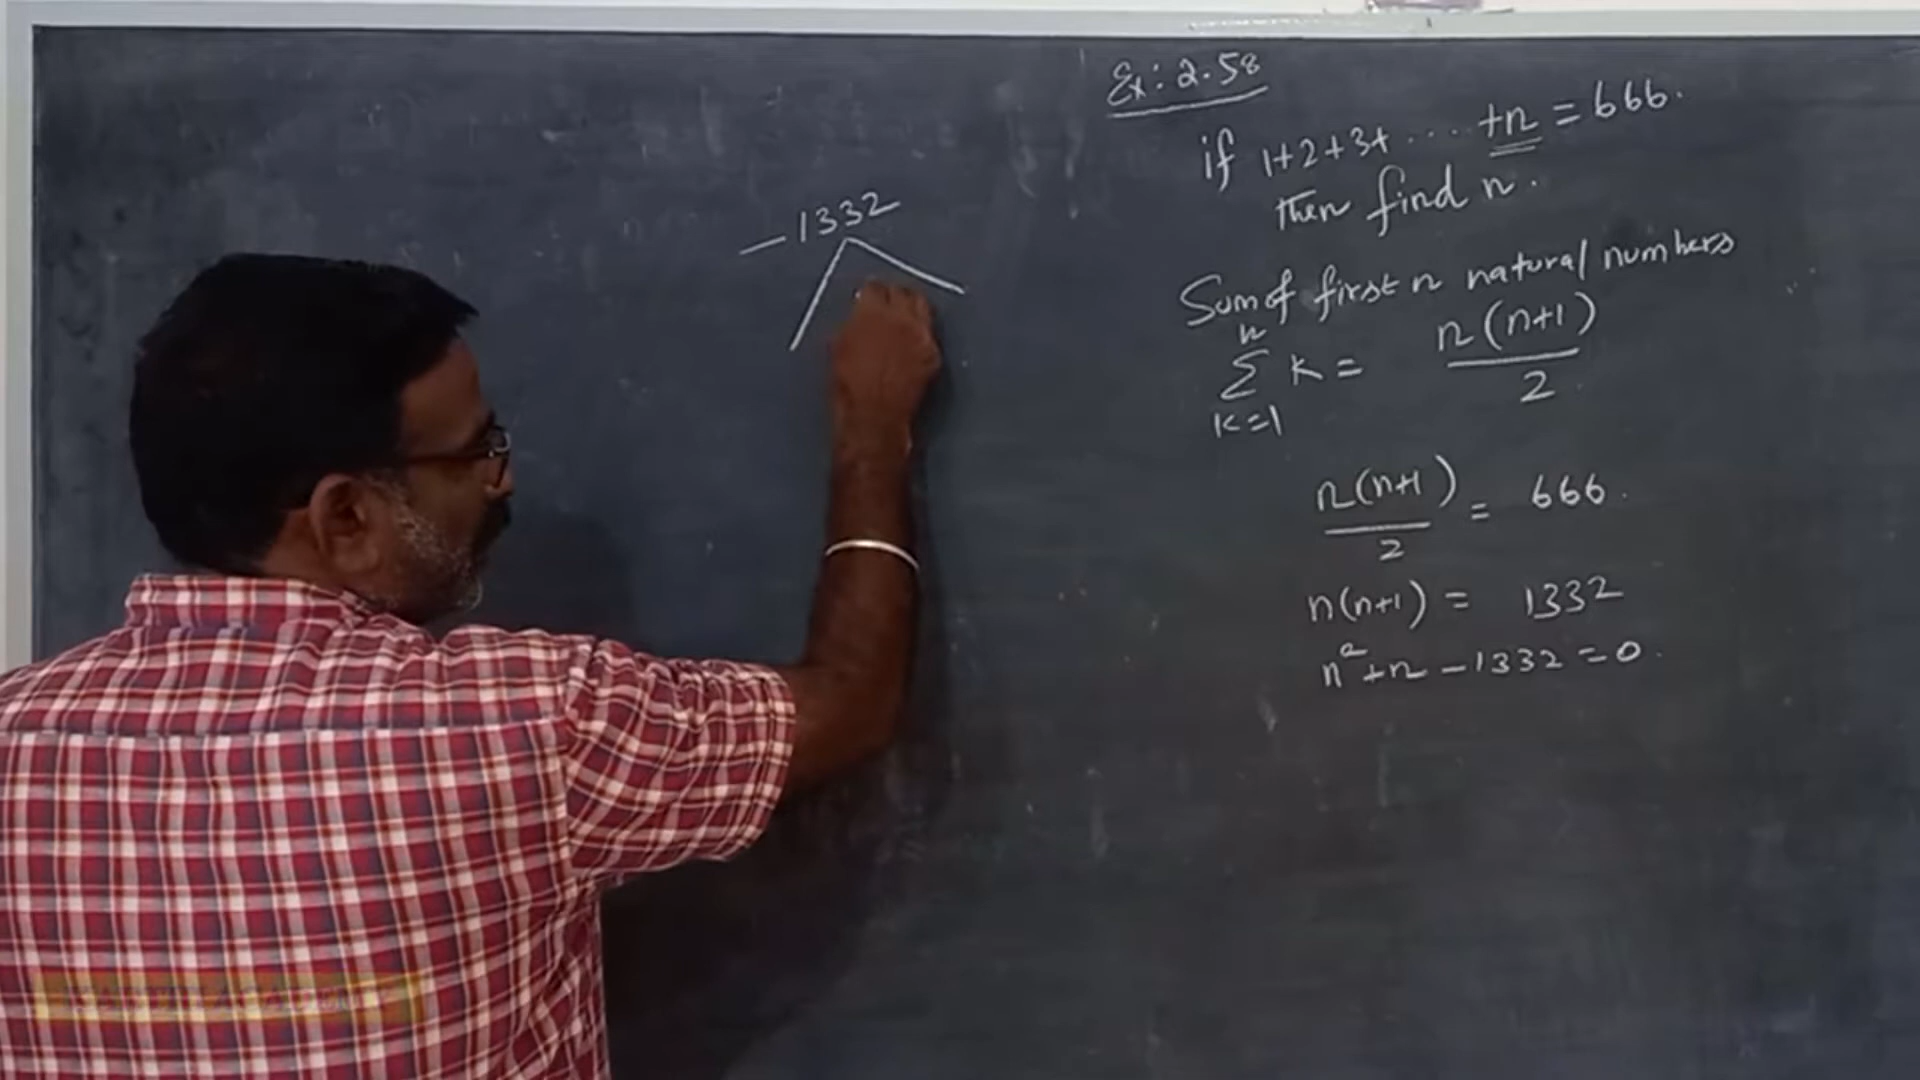 Ex: 2.58
if 1+2+3+ .... +n = 666.
then find n.
Sum of first n natural numbers
n
Σ k = n(n+1)
k=1 2
n(n+1) = 666.
2
n(n+1) = 1332
n²+n -1332 = 0.
-1332